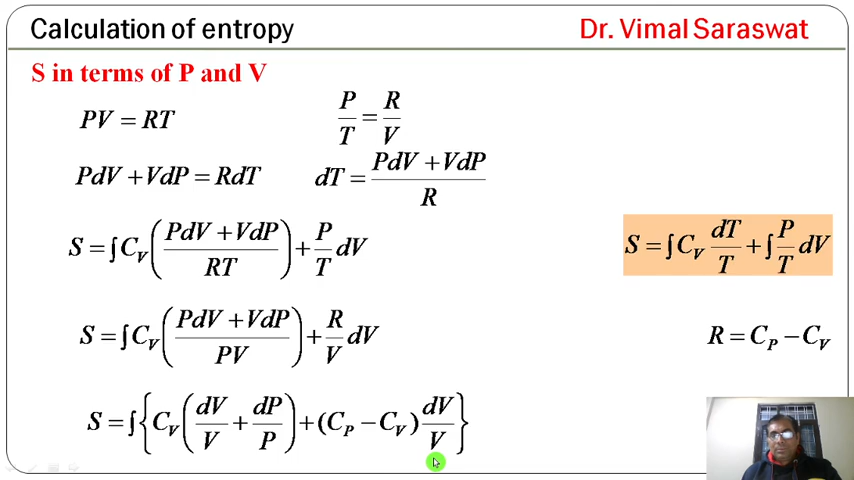 Calculation of entropy Dr. Vimal Saraswat
S in terms of P and V
PV = RT P/T = R/V
PdV + VdP = RdT dT = (PdV + VdP)/R
S = ∫C_V ((PdV + VdP)/RT) + P/T dV S = ∫C_V dT/T + ∫P/T dV
S = ∫C_V ((PdV + VdP)/PV) + R/V dV R = C_P − C_V
S = ∫{C_V (dV/V + dP/P) + (C_P − C_V) dV/V}